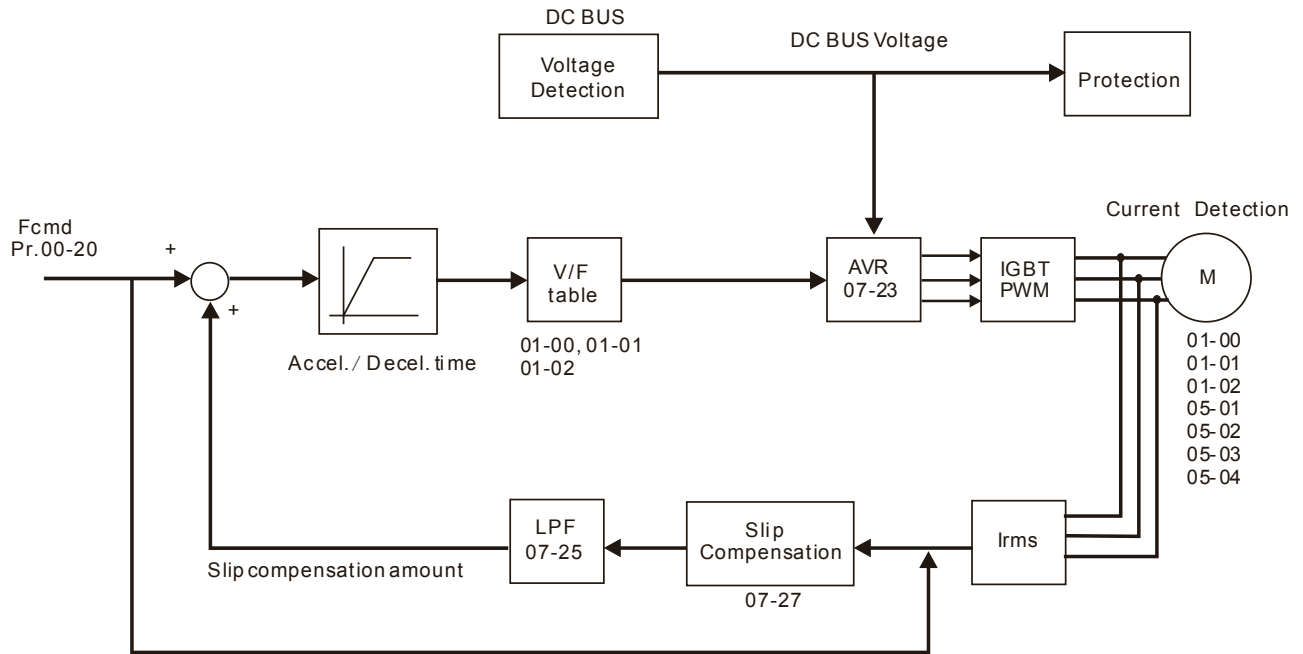 DC BUS
Voltage
Detection
DC BUS Voltage
Protection
Fcmd
Pr.00-20
+
+
Accel./ Decel. time
V/F
table
01-00, 01-01
01-02
AVR
07-23
IGBT
PWM
Current Detection
M
01-00
01-01
01-02
05-01
05-02
05-03
05-04
Irms
Slip
Compensation
07-27
LPF
07-25
Slip compensation amount